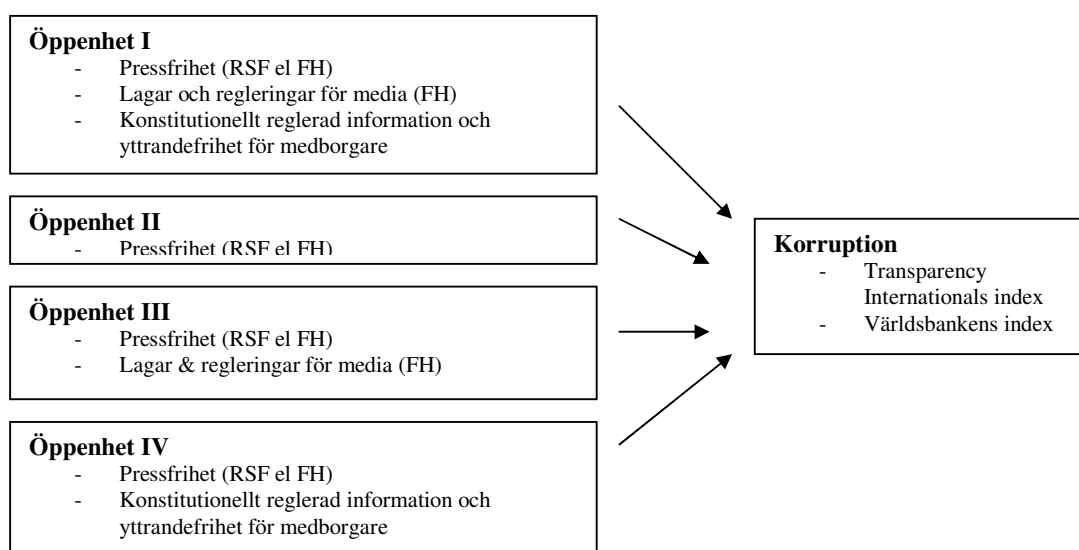 Öppenhet I
- Pressfrihet (RSF el FH)
- Lagar och regleringar för media (FH)
- Konstitutionellt reglerad information och
yttrandefrihet för medborgare
Öppenhet II
- Pressfrihet (RSF el FH)
Öppenhet III
- Pressfrihet (RSF el FH)
- Lagar & regleringar för media (FH)
Öppenhet IV
- Pressfrihet (RSF el FH)
- Konstitutionellt reglerad information och
yttrandefrihet för medborgare
Korruption
- Transparency
Internationals index
- Världsbankens index